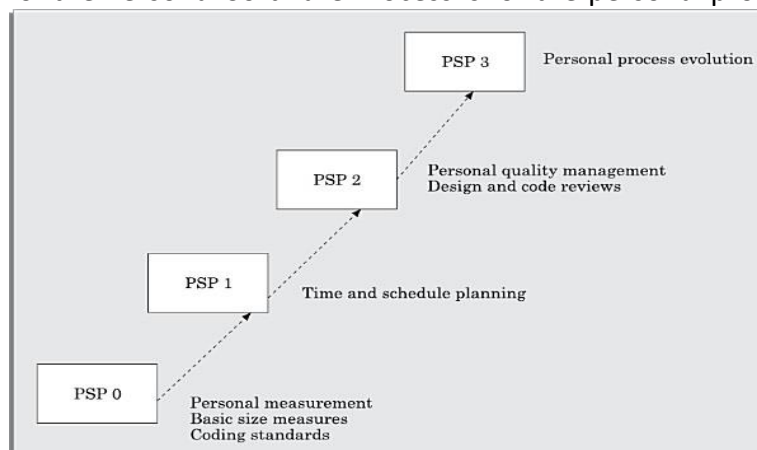 PSP 3
Personal process evolution
PSP 2
Personal quality management
Design and code reviews
PSP 1
Time and schedule planning
PSP 0
Personal measurement
Basic size measures
Coding standards